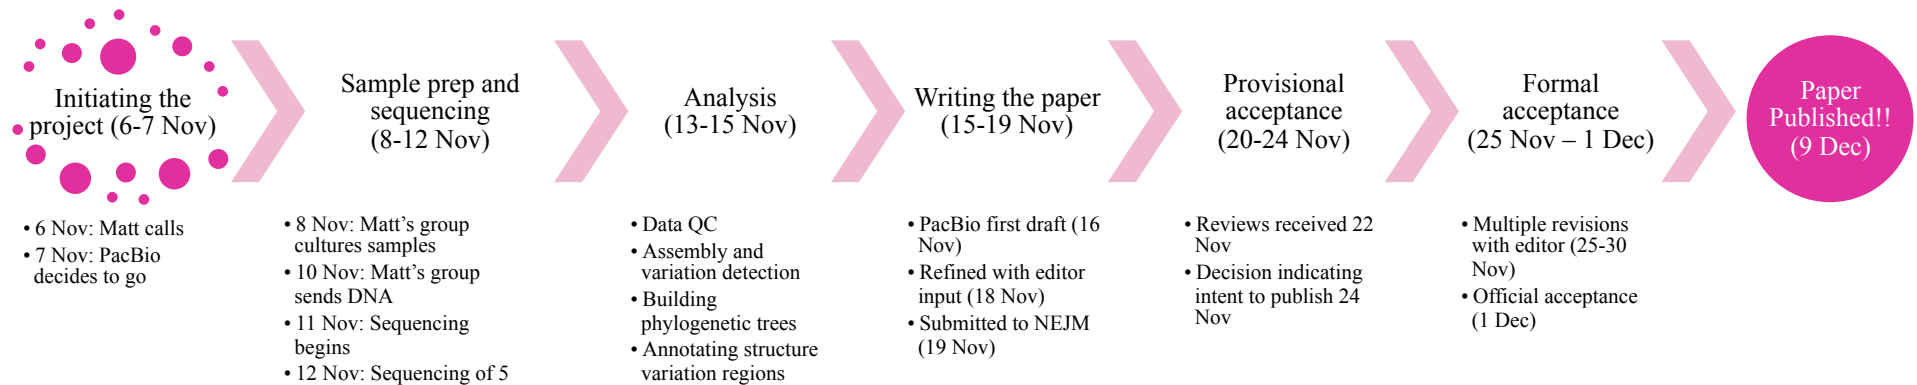 Initiating the
project (6-7 Nov)
• 6 Nov: Matt calls
• 7 Nov: PacBio
decides to go
Sample prep and
sequencing
(8-12 Nov)
• 8 Nov: Matt’s group
cultures samples
• 10 Nov: Matt’s group
sends DNA
• 11 Nov: Sequencing
begins
• 12 Nov: Sequencing of 5
Analysis
(13-15 Nov)
• Data QC
• Assembly and
variation detection
• Building
phylogenetic trees
• Annotating structure
variation regions
Writing the paper
(15-19 Nov)
• PacBio first draft (16
Nov)
• Refined with editor
input (18 Nov)
• Submitted to NEJM
(19 Nov)
Provisional
acceptance
(20-24 Nov)
• Reviews received 22
Nov
• Decision indicating
intent to publish 24
Nov
Formal
acceptance
(25 Nov – 1 Dec)
• Multiple revisions
with editor (25-30
Nov)
• Official acceptance
(1 Dec)
Paper
Published!!
(9 Dec)